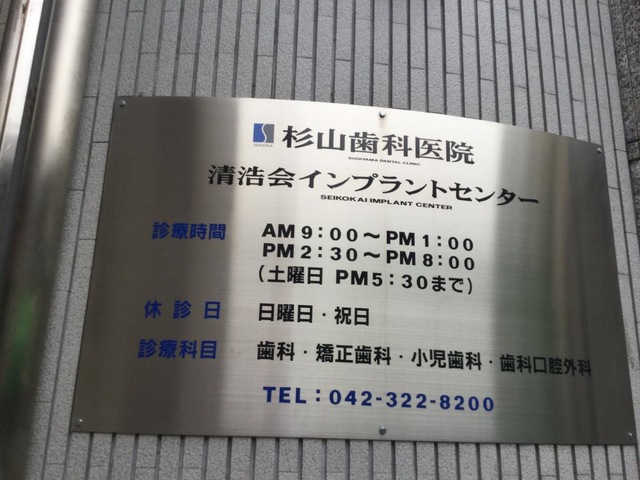 杉山歯科医院
SUGIYAMA DENTAL CLINIC
清浩会インプラントセンター
SEIKOKAI IMPLANT CENTER
診療時間 AM 9:00〜PM 1:00
PM 2:30〜PM 8:00
(土曜日 PM5:30まで)
休診日 日曜日・祝日
診療科目 歯科・矯正歯科・小児歯科・歯科口腔外科
TEL:042-322-8200